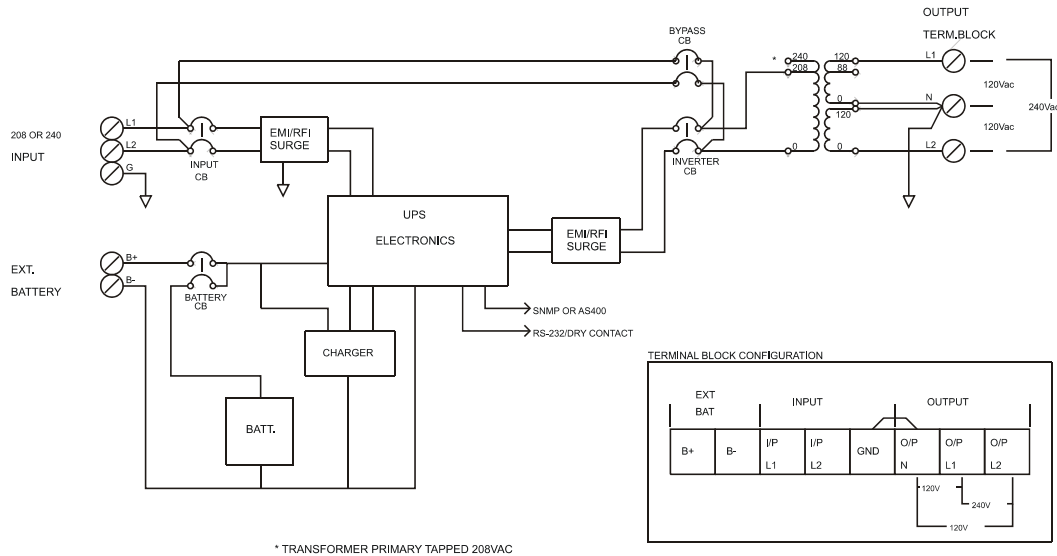 OUTPUT
TERM.BLOCK
BYPASS
CB
* 240 120 L1
208 88
120Vac
0 N 240Vac
120
120Vac
0 0 L2
208 OR 240
INPUT
L1
L2
G
INPUT
CB
EMI/RFI
SURGE
INVERTER
CB
UPS
ELECTRONICS
EMI/RFI
SURGE
EXT.
BATTERY
B+
B-
BATTERY
CB
SNMP OR AS400
RS-232/DRY CONTACT
CHARGER
BATT.
TERMINAL BLOCK CONFIGURATION
EXT
BAT
INPUT
OUTPUT
B+
B-
I/P
L1
I/P
L2
GND
O/P
N
O/P
L1
O/P
L2
120V
240V
120V
* TRANSFORMER PRIMARY TAPPED 208VAC